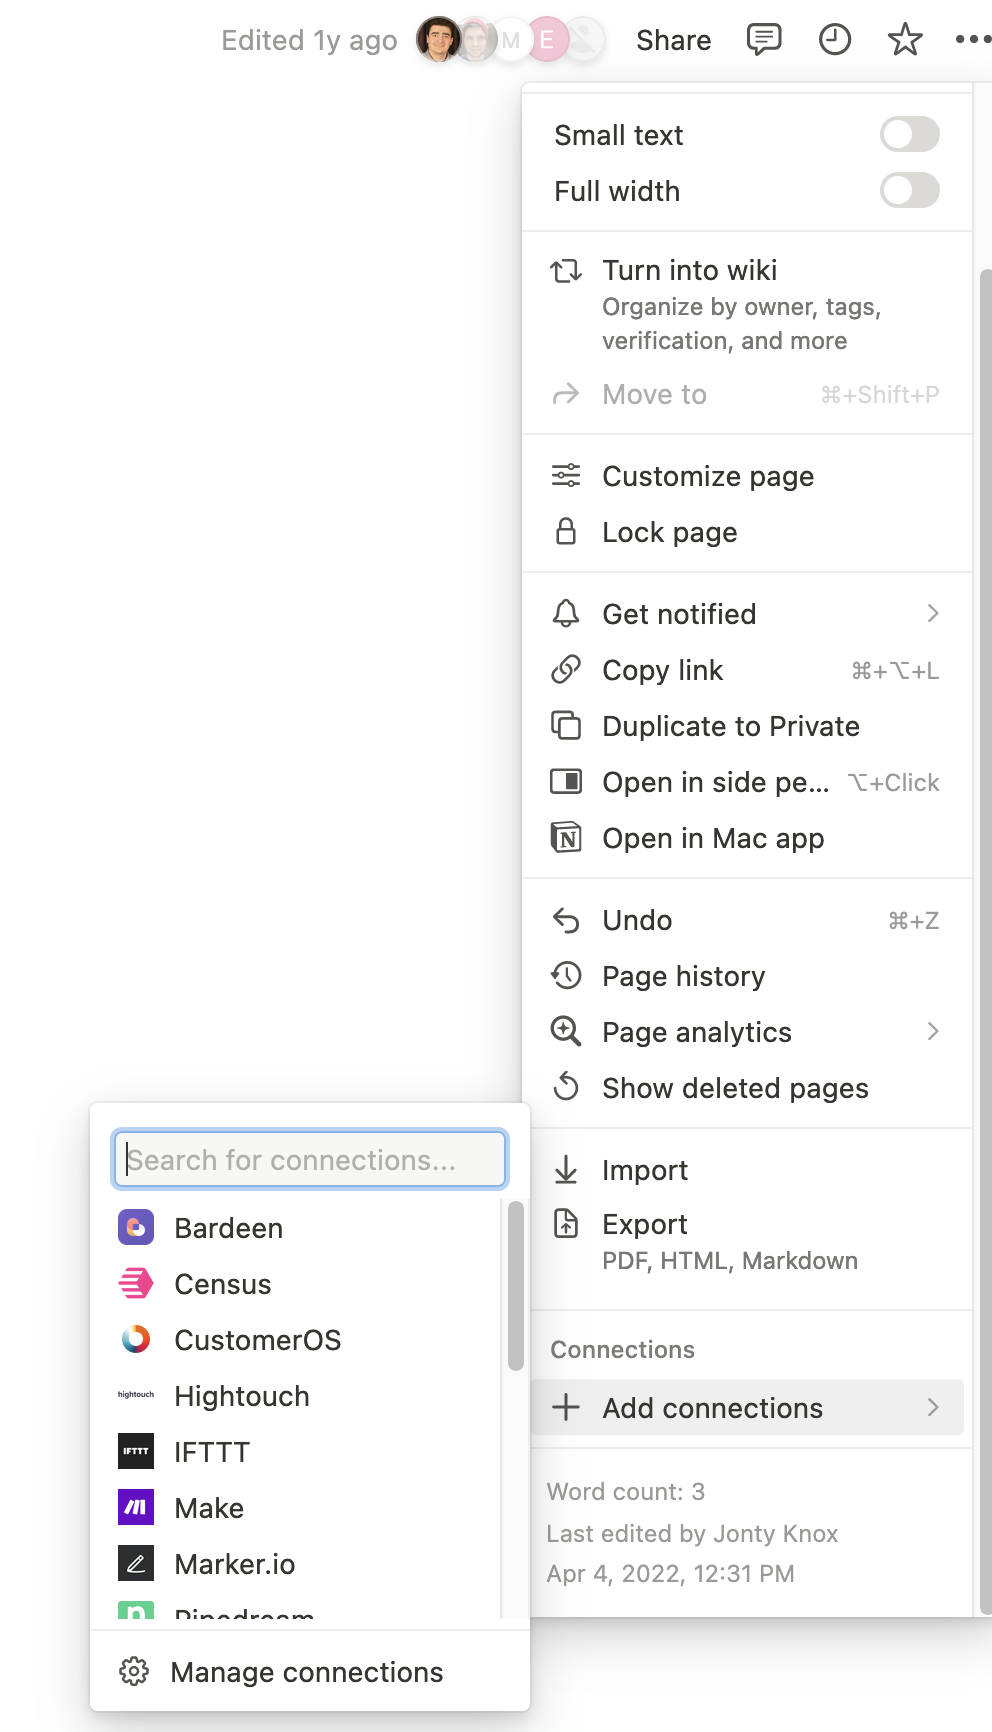 Edited 1y ago
M
E
Share
Small text
Full width
Turn into wiki
Organize by owner, tags,
verification, and more
Move to ⌘+Shift+P
Customize page
Lock page
Get notified
Copy link ⌘+⌥+L
Duplicate to Private
Open in side pe... ⌥+Click
N Open in Mac app
Undo ⌘+Z
Page history
Page analytics
Show deleted pages
Import
Export
PDF, HTML, Markdown
Connections
Add connections
Word count: 3
Last edited by Jonty Knox
Apr 4, 2022, 12:31 PM
Search for connections...
Bardeen
Census
CustomerOS
hightouch Hightouch
IFTTT IFTTT
Make
Marker.io
Pipedream
Manage connections